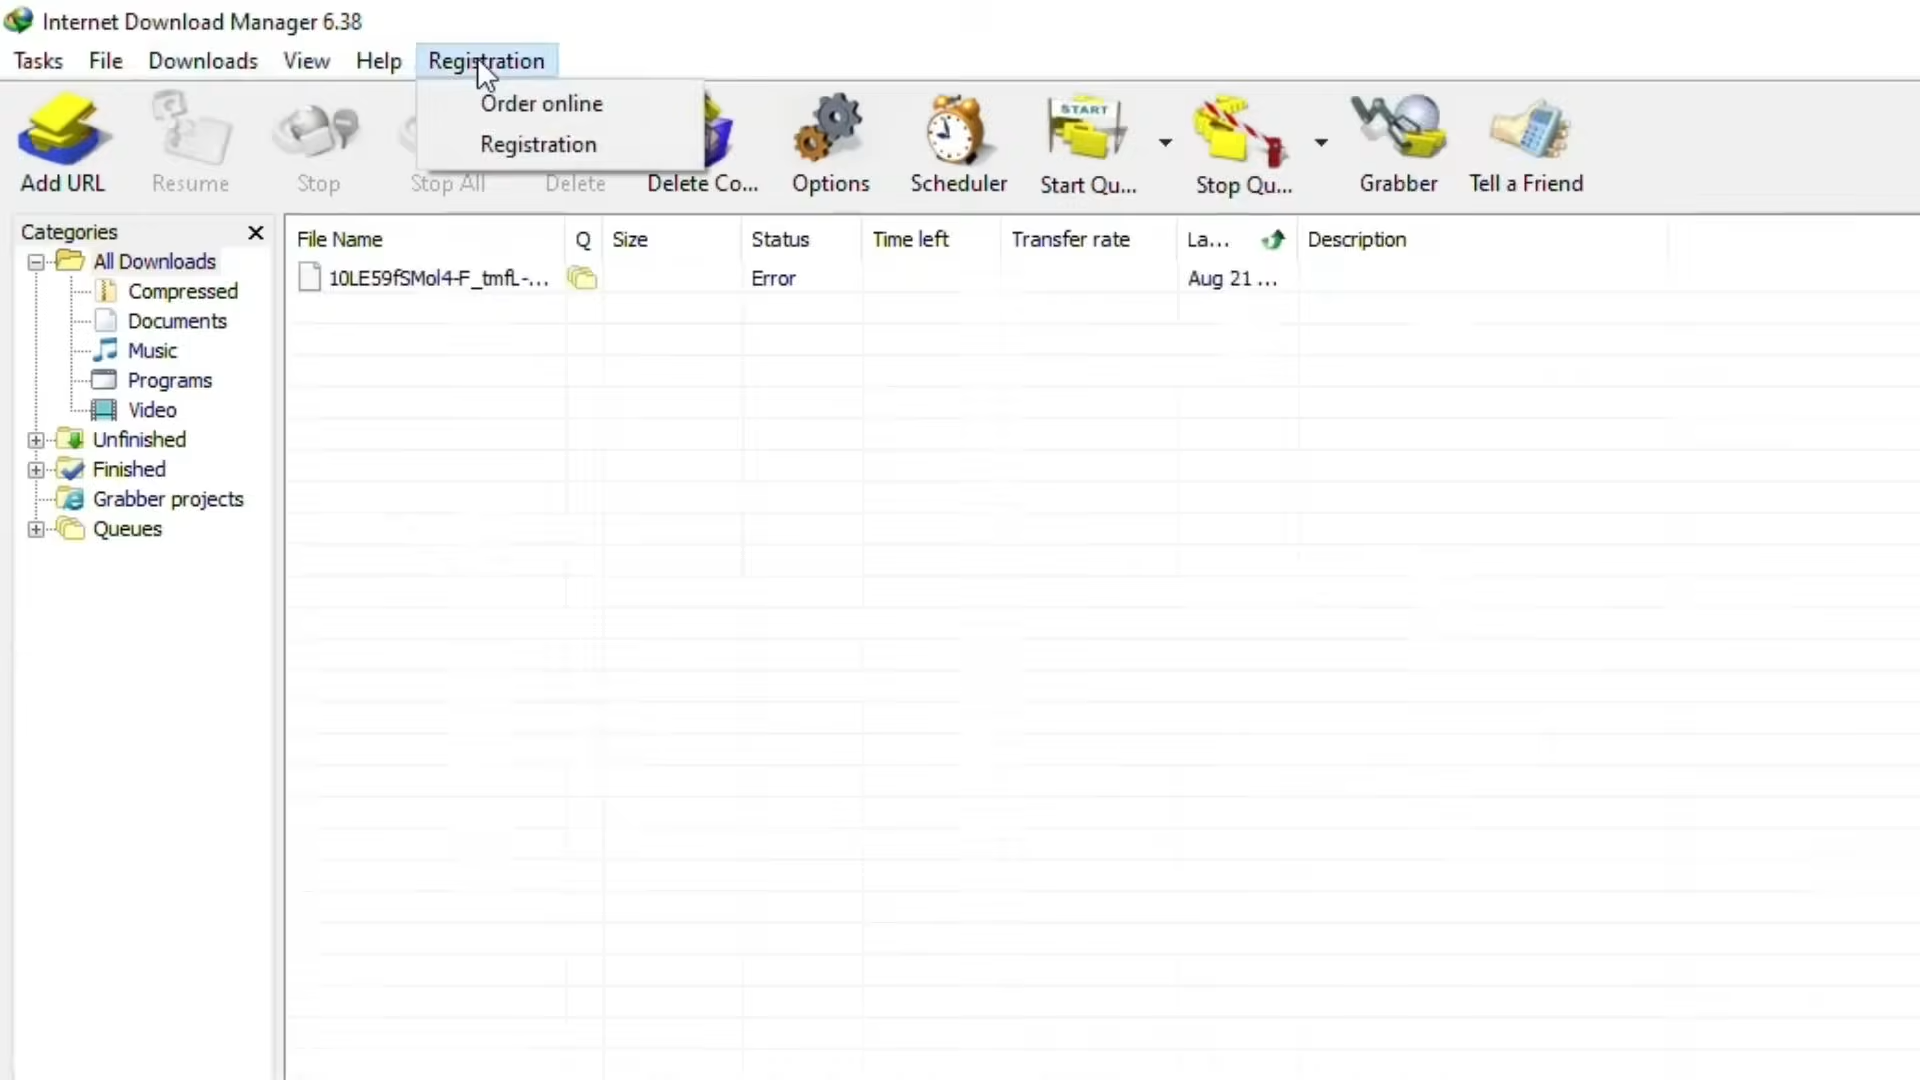 Internet Download Manager 6.38
Tasks File Downloads View Help Registration
Order online
Registration
START
Add URL Resume Stop Stop All Delete Delete Co... Options Scheduler Start Qu... Stop Qu... Grabber Tell a Friend
Categories
All Downloads
Compressed
Documents
Music
Programs
Video
Unfinished
Finished
Grabber projects
Queues
File Name Q Size Status Time left Transfer rate La... Description
10LE59fSMol4-F_tmfL-... Error Aug 21 ...